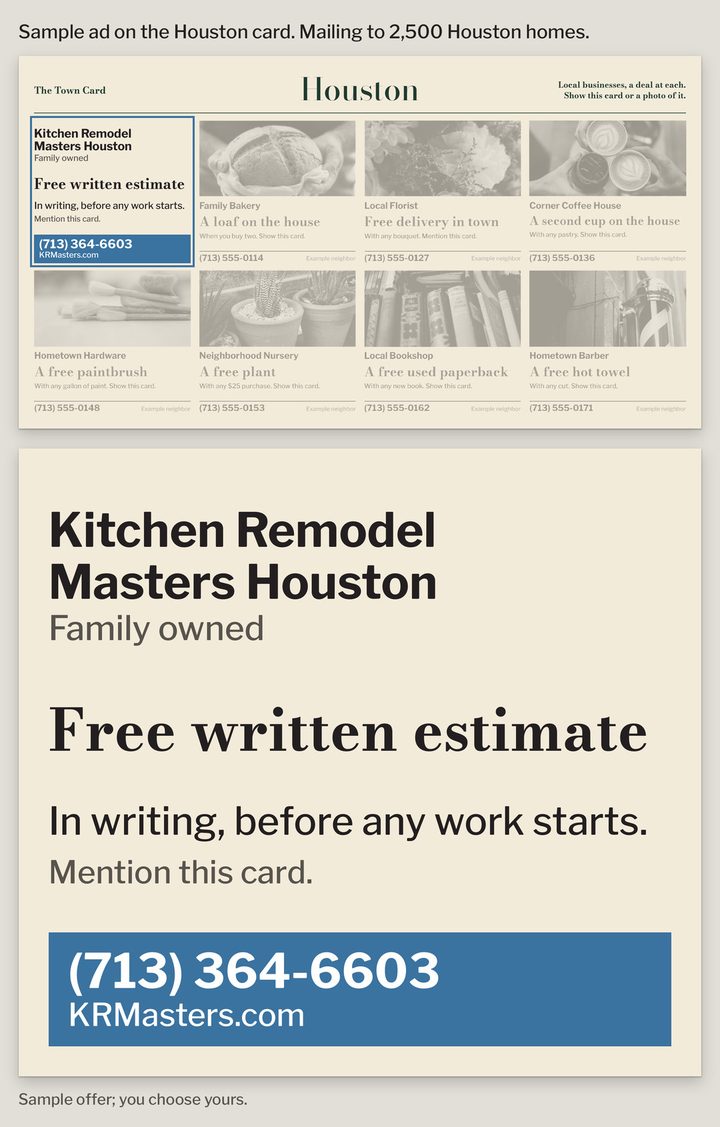 Sample ad on the Houston card. Mailing to 2,500 Houston homes.
The Town Card
Houston
Local businesses, a deal at each.
Show this card or a photo of it.
Kitchen Remodel
Masters Houston
Family owned
Free written estimate
In writing, before any work starts.
Mention this card.
(713) 364-6603
KRMasters.com
Family Bakery
A loaf on the house
When you buy two. Show this card.
(713) 555-0114
Example neighbor
Local Florist
Free delivery in town
With any bouquet. Mention this card.
(713) 555-0127
Example neighbor
Corner Coffee House
A second cup on the house
With any pastry. Show this card.
(713) 555-0136
Example neighbor
Hometown Hardware
A free paintbrush
With any gallon of paint. Show this card.
(713) 555-0148
Example neighbor
Neighborhood Nursery
A free plant
With any $25 purchase. Show this card.
(713) 555-0153
Example neighbor
Local Bookshop
A free used paperback
With any new book. Show this card.
(713) 555-0162
Example neighbor
Hometown Barber
A free hot towel
With any cut. Show this card.
(713) 555-0171
Example neighbor
Kitchen Remodel
Masters Houston
Family owned
Free written estimate
In writing, before any work starts.
Mention this card.
(713) 364-6603
KRMasters.com
Sample offer; you choose yours.